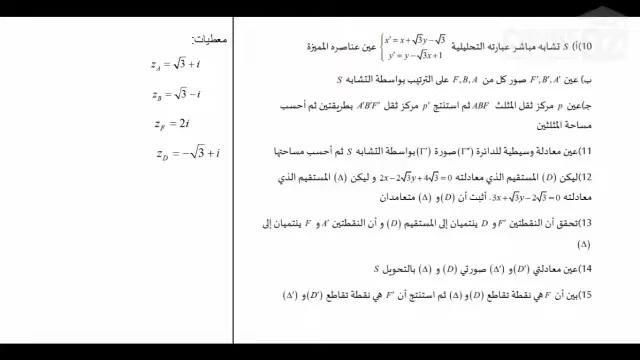 10)أ) S تشابه مباشر عبارته التحليلية { x' = x + √3y − √3 ; y' = y − √3x + 1 عين عناصره المميزة
ب) عين F', B', A' صور كل من F, B, A على الترتيب بواسطة التشابه S
ج)عين p مركز ثقل المثلث ABF ثم استنتج p' مركز ثقل A'B'F' بطريقتين ثم أحسب
مساحة المثلثين
11)عين معادلة وسيطية للدائرة (Γ") صورة (Γ') بواسطة التشابه S ثم أحسب مساحتها
12)ليكن (D) المستقيم الذي معادلته 2x − 2√3y + 4√3 = 0 و ليكن (Δ) المستقيم الذي
معادلته 3x + √3y − 2√3 = 0. أثبت أن (D) و (Δ) متعامدان
13)تحقق أن النقطتين F' و D ينتميان إلى المستقيم (D) و أن النقطتين A' و F ينتميان إلى
(Δ)
14)عين معادلتي (D') و (Δ') صورتي (D) و (Δ) بالتحويل S
15)بين أن F هي نقطة تقاطع (D) و (Δ) ثم استنتج أن F' هي نقطة تقاطع (D') و (Δ')
معطيات:
z_A = √3 + i
z_B = √3 − i
z_F = 2i
z_D = −√3 + i